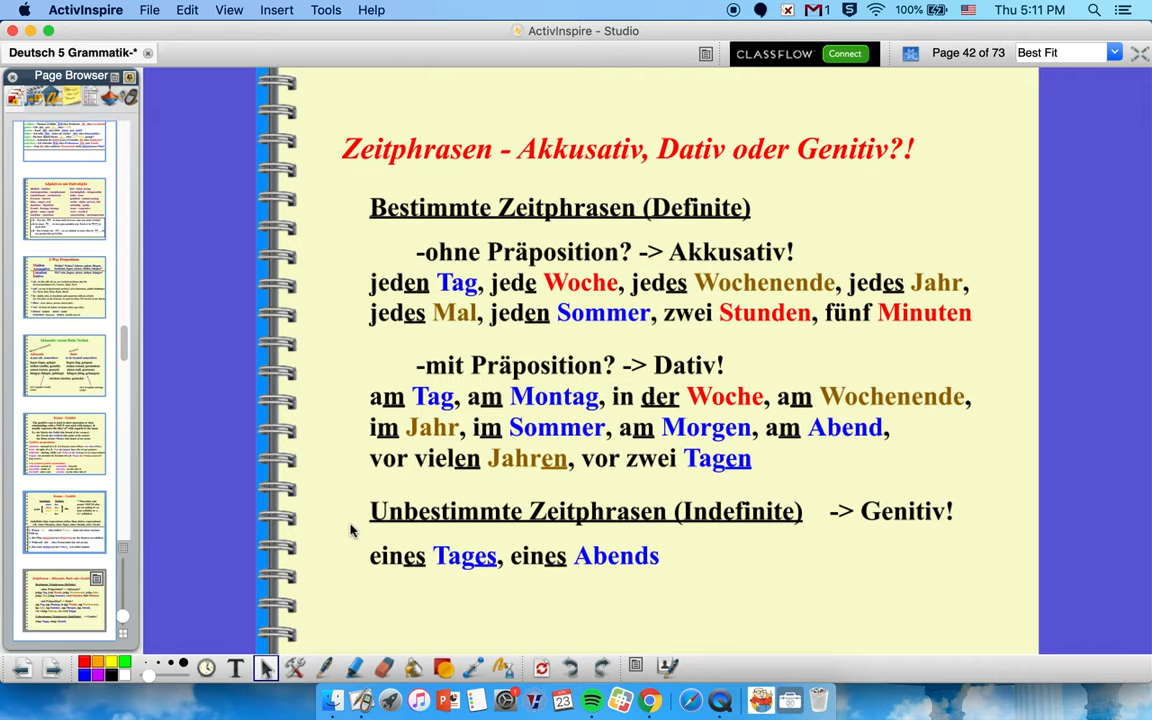 ActivInspire File Edit View Insert Tools Help 1 100% Thu 5:11 PM
ActivInspire - Studio
Deutsch 5 Grammatik-*
CLASSFLOW Connect
Page 42 of 73
Best Fit
Page Browser
Zeitphrasen - Akkusativ, Dativ oder Genitiv?!
Bestimmte Zeitphrasen (Definite)
-ohne Präposition? -> Akkusativ!
jeden Tag, jede Woche, jedes Wochenende, jedes Jahr,
jedes Mal, jeden Sommer, zwei Stunden, fünf Minuten
-mit Präposition? -> Dativ!
am Tag, am Montag, in der Woche, am Wochenende,
im Jahr, im Sommer, am Morgen, am Abend,
vor vielen Jahren, vor zwei Tagen
Unbestimmte Zeitphrasen (Indefinite) -> Genitiv!
eines Tages, eines Abends